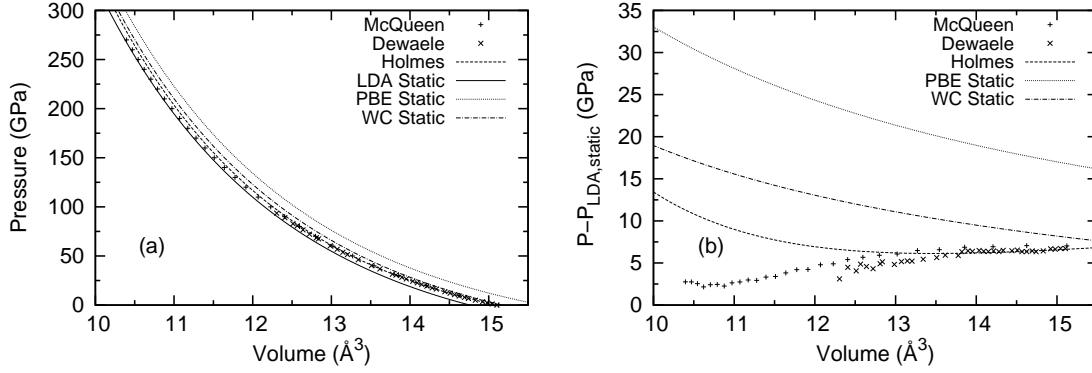 300
250
200
150
100
50
0
10
11
12
13
14
15
Pressure (GPa)
Volume (Å³)
(a)
McQueen
Dewaele
Holmes
LDA Static
PBE Static
WC Static
35
30
25
20
15
10
5
0
10
11
12
13
14
15
P−P_LDA,static (GPa)
Volume (Å³)
(b)
McQueen
Dewaele
Holmes
PBE Static
WC Static